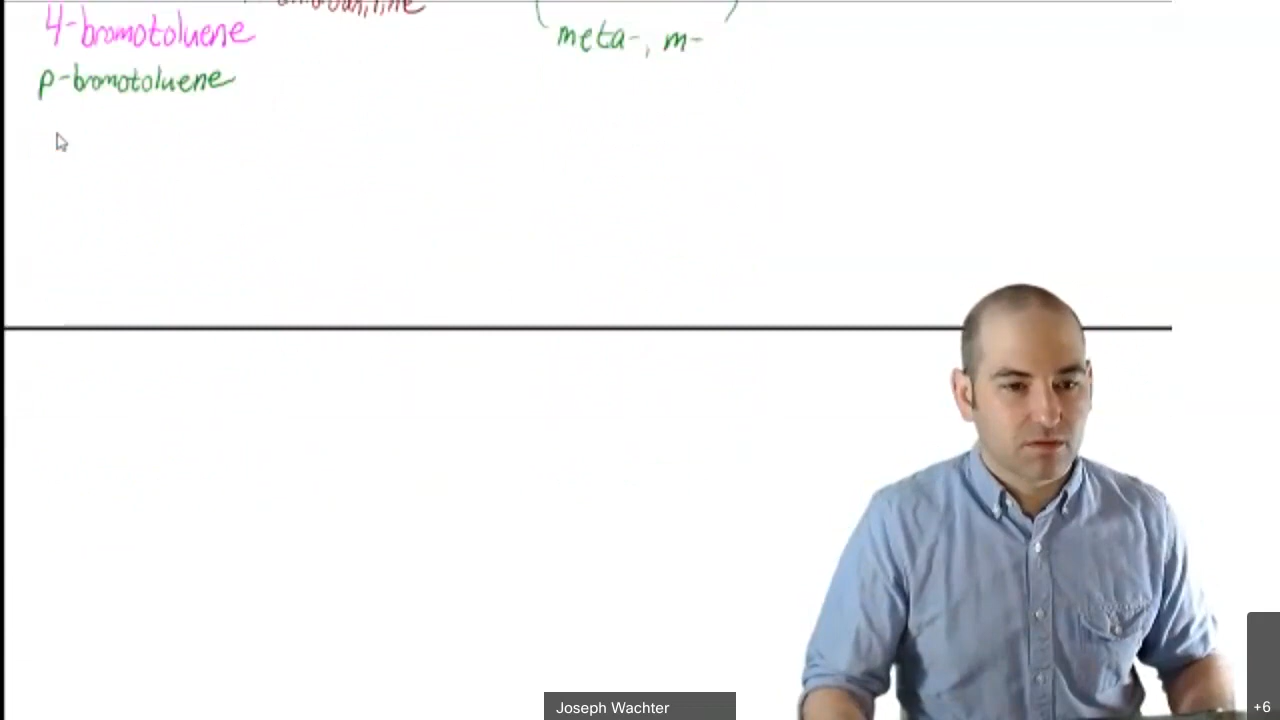 4-bromotoluene
meta-, m-
p-bromotoluene
Joseph Wachter
+6